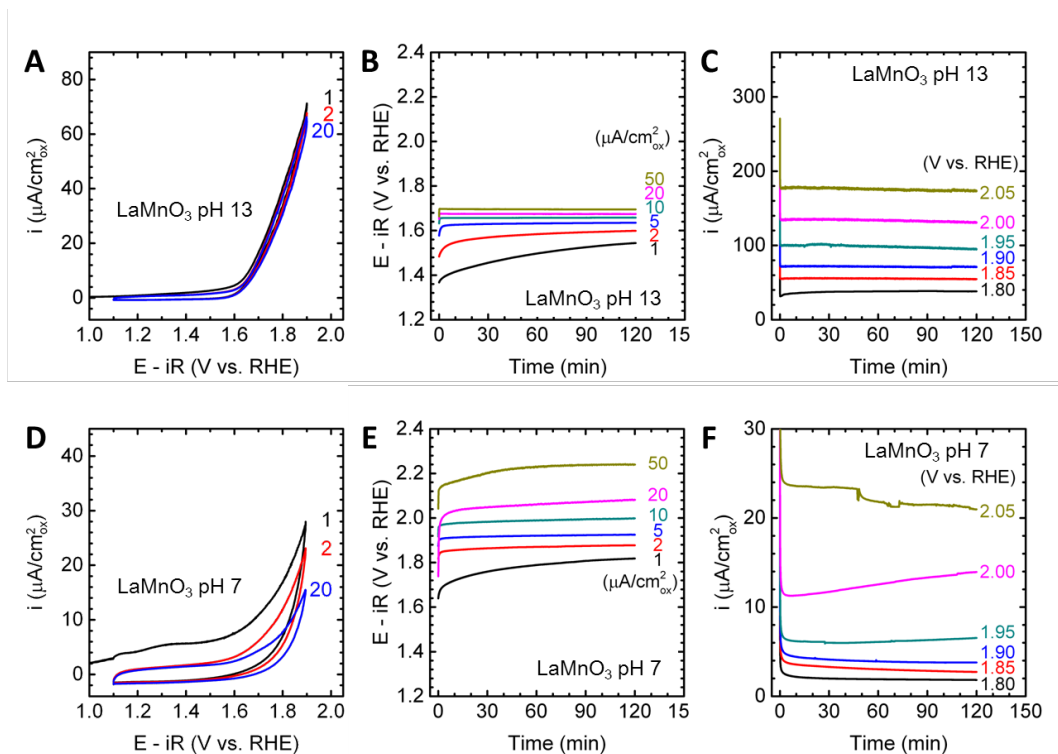 A
i (μA/cm²ox)
80
60
40
20
0
1
2
20
LaMnO3 pH 13
1.0 1.2 1.4 1.6 1.8 2.0
E - iR (V vs. RHE)
B
E - iR (V vs. RHE)
2.4
2.2
2.0
1.8
1.6
1.4
1.2
(μA/cm²ox)
50
20
10
5
2
1
LaMnO3 pH 13
0 30 60 90 120 15
Time (min)
C
i (μA/cm²ox)
300
200
100
0
LaMnO3 pH 13
(V vs. RHE)
2.05
2.00
1.95
1.90
1.85
1.80
0 30 60 90 120 150
Time (min)
D
i (μA/cm²ox)
40
30
20
10
0
1
2
20
LaMnO3 pH 7
1.0 1.2 1.4 1.6 1.8 2.0
E - iR (V vs. RHE)
E
E - iR (V vs. RHE)
2.4
2.2
2.0
1.8
1.6
1.4
1.2
50
20
10
5
2
1
(μA/cm²ox)
LaMnO3 pH 7
0 30 60 90 120 15
Time (min)
F
i (μA/cm²ox)
30
20
10
0
LaMnO3 pH 7
(V vs. RHE)
2.05
2.00
1.95
1.90
1.85
1.80
0 30 60 90 120 150
Time (min)